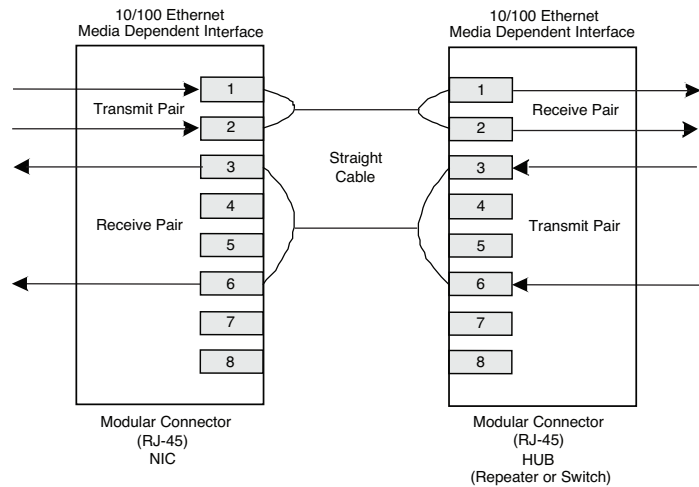 10/100 Ethernet
Media Dependent Interface
10/100 Ethernet
Media Dependent Interface
1
Transmit Pair
2
3
4
Receive Pair
5
6
7
8
Straight
Cable
1
Receive Pair
2
3
4
Transmit Pair
5
6
7
8
Modular Connector
(RJ-45)
NIC
Modular Connector
(RJ-45)
HUB
(Repeater or Switch)